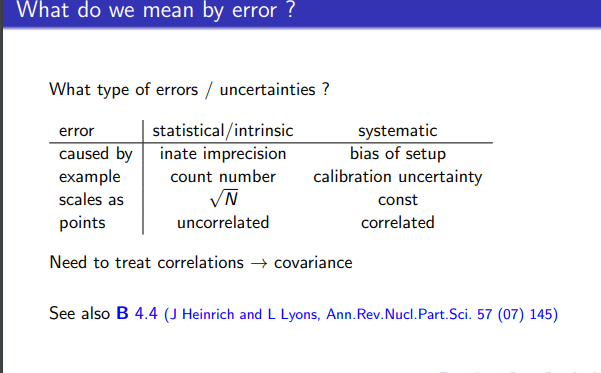 What do we mean by error ?
What type of errors / uncertainties ?
error statistical/intrinsic systematic
caused by inate imprecision bias of setup
example count number calibration uncertainty
scales as √N const
points uncorrelated correlated
Need to treat correlations → covariance
See also B 4.4 (J Heinrich and L Lyons, Ann.Rev.Nucl.Part.Sci. 57 (07) 145)